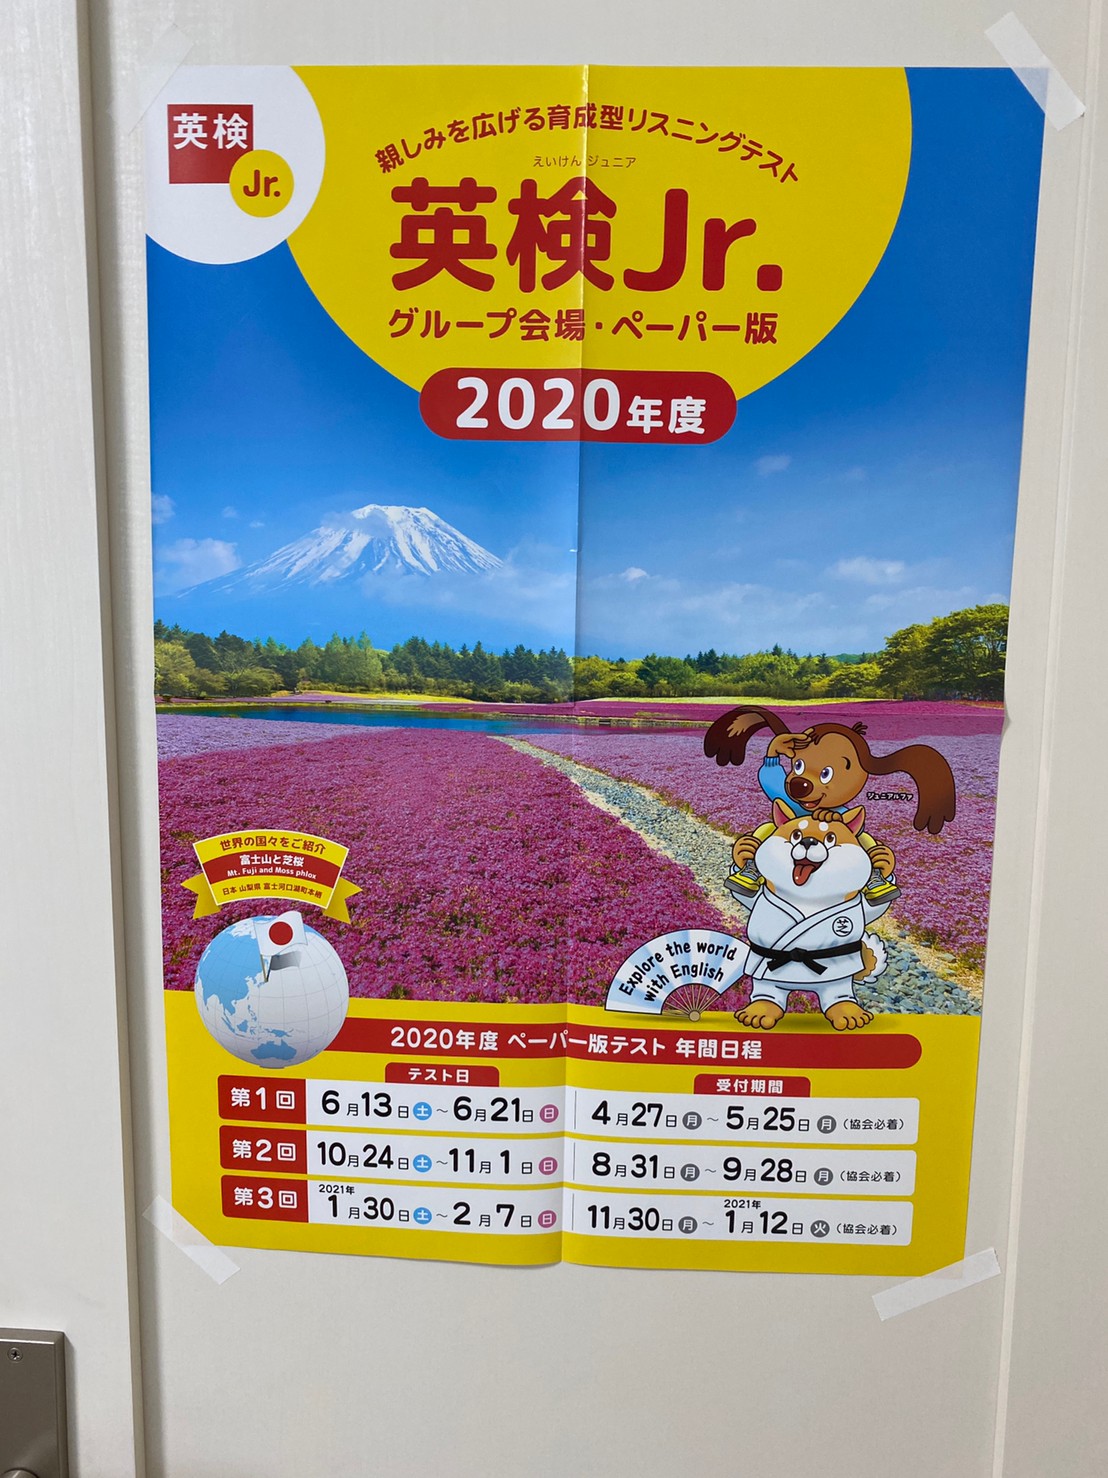 英検
Jr.
親しみを広げる育成型リスニングテスト
えいけん ジュニア
英検Jr.
グループ会場・ペーパー版
2020年度
ジュニアルファ
世界の国々をご紹介
富士山と芝桜
Mt. Fuji and Moss phlox
日本 山梨県 富士河口湖町本栖
芝
Explore the world
with English
2020年度 ペーパー版テスト 年間日程
テスト日 受付期間
第1回 6月13日土～6月21日日 4月27日月～5月25日月（協会必着）
第2回 10月24日土～11月1日日 8月31日月～9月28日月（協会必着）
第3回 2021年1月30日土～2月7日日 11月30日月～2021年1月12日火（協会必着）